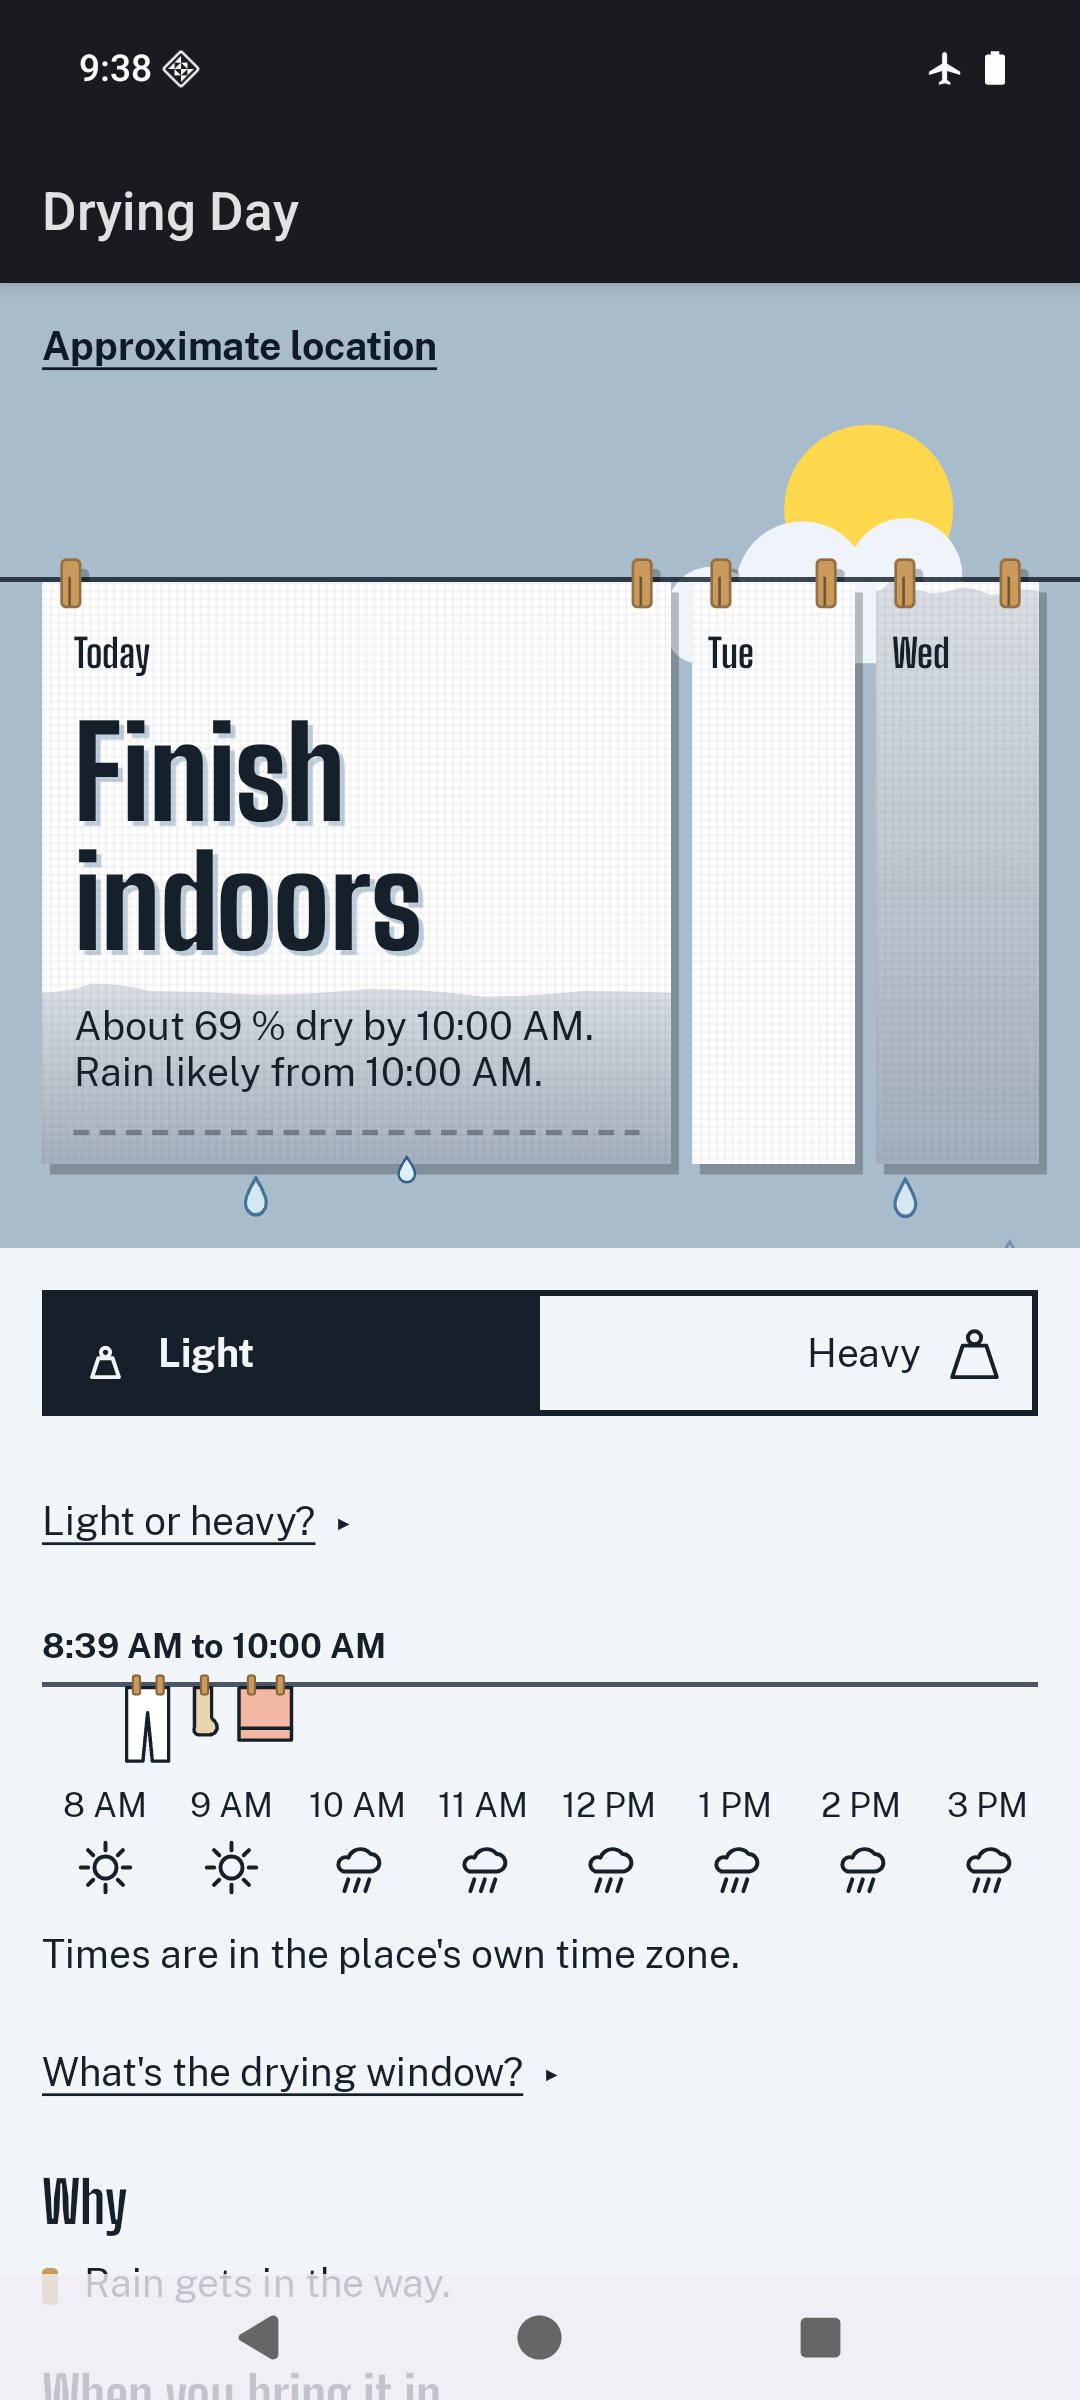 9:38
Drying Day
Approximate location
Today
Tue
Wed
Finish
indoors
About 69 % dry by 10:00 AM.
Rain likely from 10:00 AM.
Light
Heavy
Light or heavy?
8:39 AM to 10:00 AM
8 AM 9 AM 10 AM 11 AM 12 PM 1 PM 2 PM 3 PM
Times are in the place's own time zone.
What's the drying window?
Why
Rain gets in the way.
When you bring it in